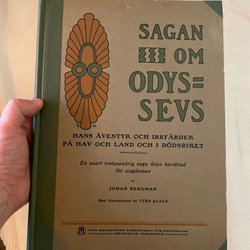 SAGAN
OM
ODYS=
SEVS
HANS ÄVENTYR OCH IRRFÄRDER
PÅ HAV OCH LAND OCH I DÖDSRIKET
En snart tretusenårig saga ånyo berättad
för ungdomen
av
JOHAN BERGMAN
Med illustrationer av TYRA KLEEN